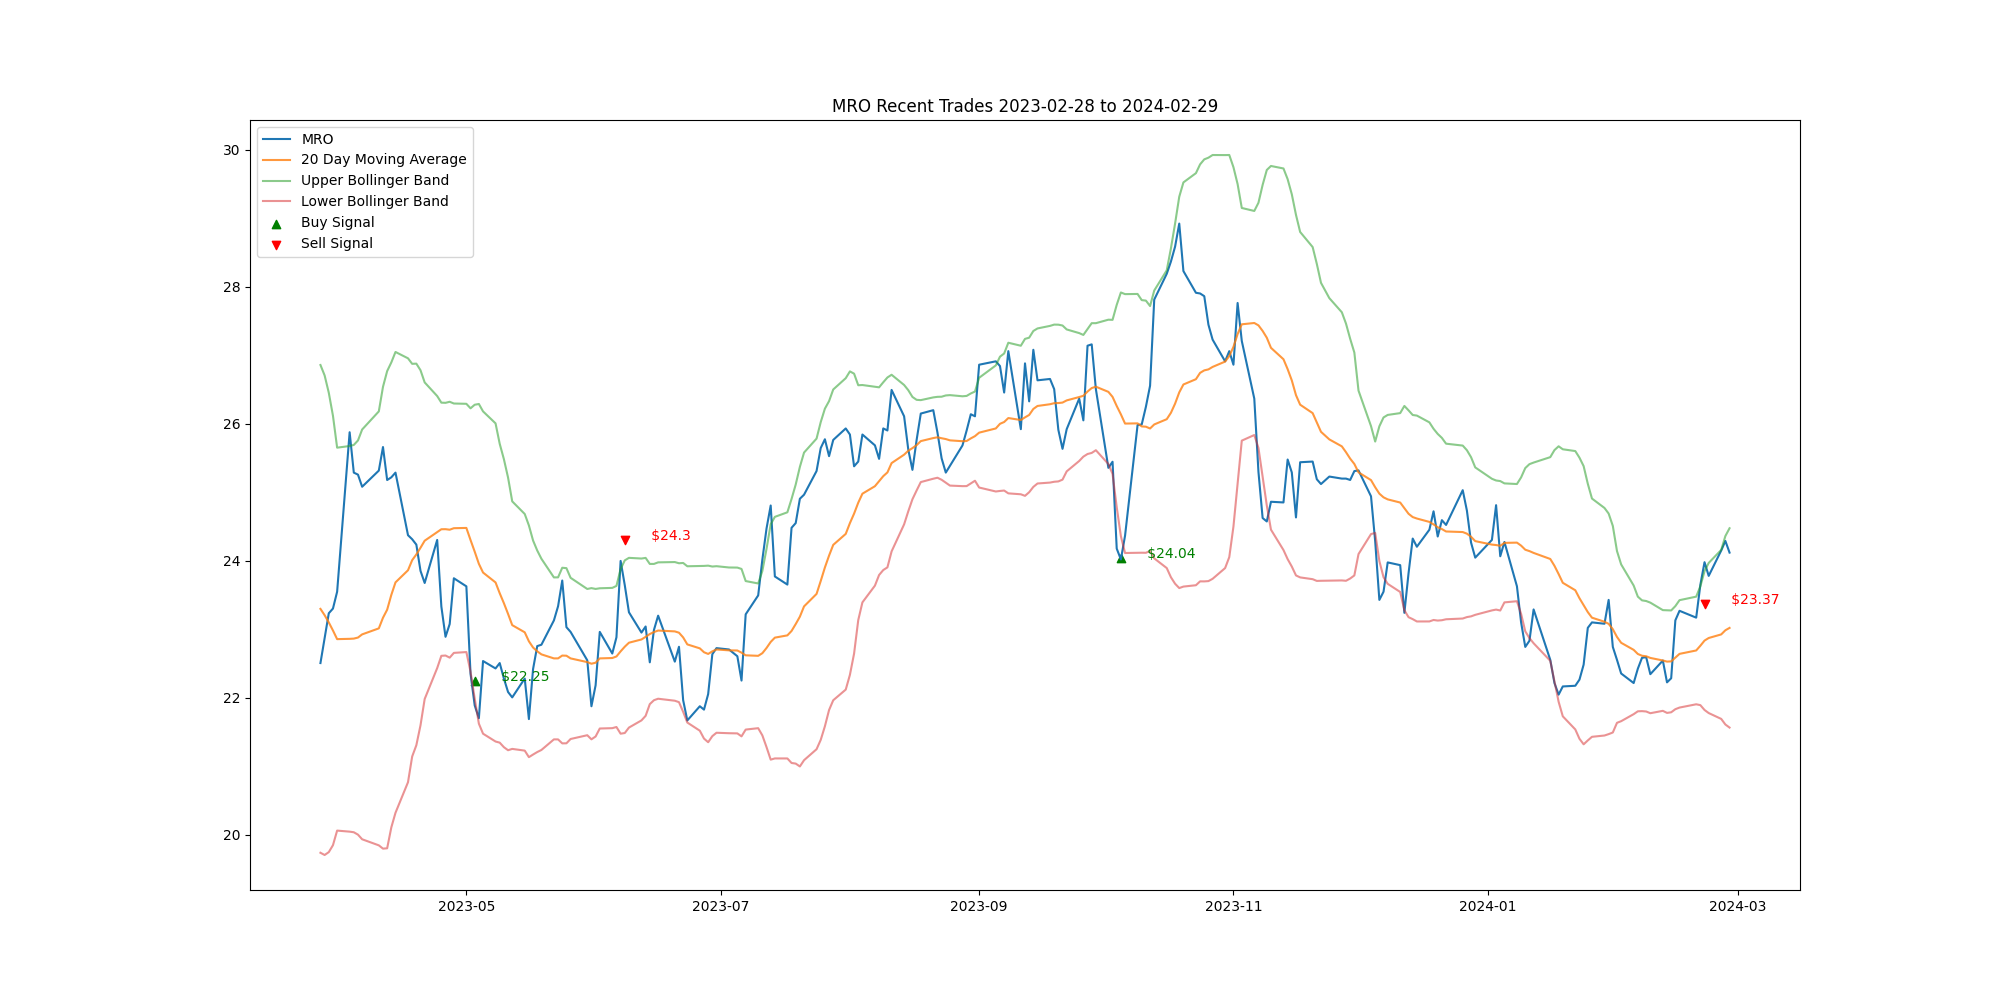 MRO Recent Trades 2023-02-28 to 2024-02-29
MRO
20 Day Moving Average
Upper Bollinger Band
Lower Bollinger Band
Buy Signal
Sell Signal
30
28
26
24
22
20
$24.3
$24.04
$23.37
$22.25
2023-05
2023-07
2023-09
2023-11
2024-01
2024-03